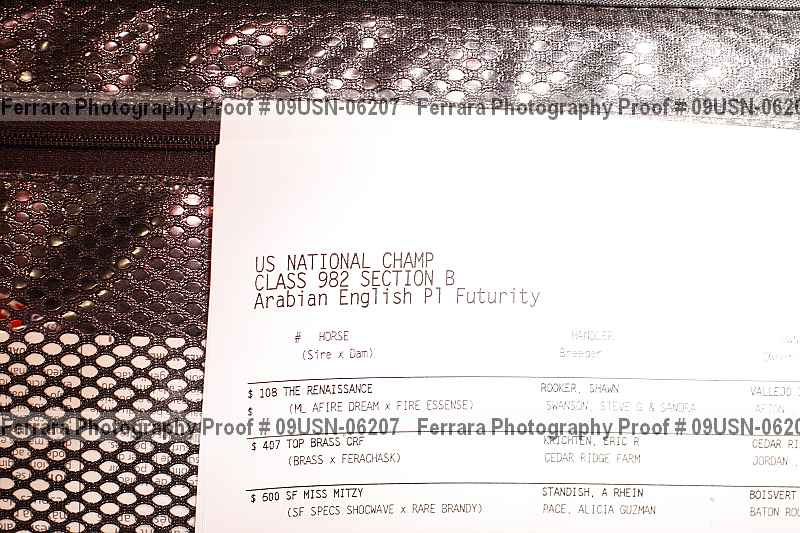 Ferrara Photography Proof # 09USN-06207 Ferrara Photography Proof # 09USN-0620
US NATIONAL CHAMP
CLASS 982 SECTION B
Arabian English Pl Futurity
# HORSE HANDLER
(Sire x Dam) Breeder
$ 108 THE RENAISSANCE ROOKER, SHAWN VALLEJO
$ (ML AFIRE DREAM x FIRE ESSENSE) SWANSON, STEVE G & SANDRA AFTON
Ferrara Photography Proof # 09USN-06207 Ferrara Photography Proof # 09USN-0620
$ 407 TOP BRASS CRF KRICHTEN, ERIC R CEDAR RI
(BRASS x FERACHASK) CEDAR RIDGE FARM JORDAN ,
$ 600 SF MISS MITZY STANDISH, A RHEIN BOISVERT
(SF SPECS SHOCWAVE x RARE BRANDY) PACE, ALICIA GUZMAN BATON ROU